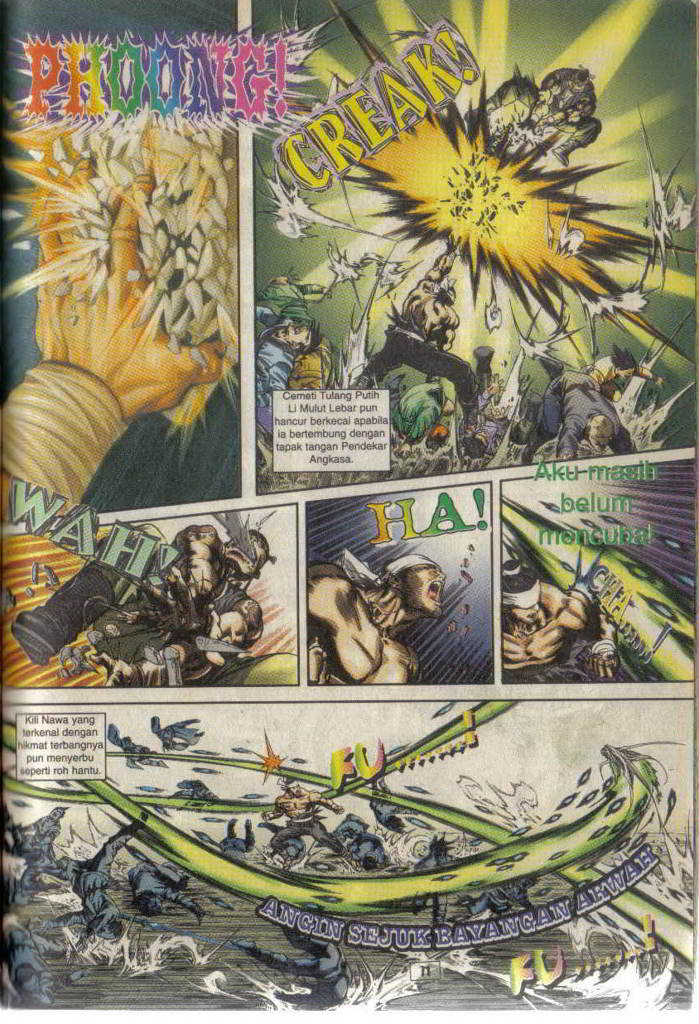 PHOONG!
CREAK!
Cemeti Tulang Putih
Li Mulut Lebar pun
hancur berkecai apabila
ia bertembung dengan
tapak tangan Pendekar
Angkasa.
WAH!
HA!
Aku masih
belum
mencuba!
Kili Nawa yang
terkenal dengan
hikmat terbangnya
pun menyerbu
seperti roh hantu.
FU......!
ANGIN SEJUK BAYANGAN ARWAH
FU......!